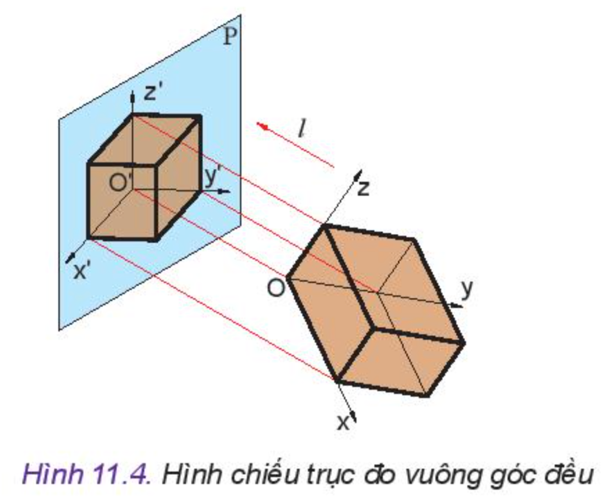 P
z'
l
O'
y'
z
x'
O
y
x
Hình 11.4. Hình chiếu trục đo vuông góc đều